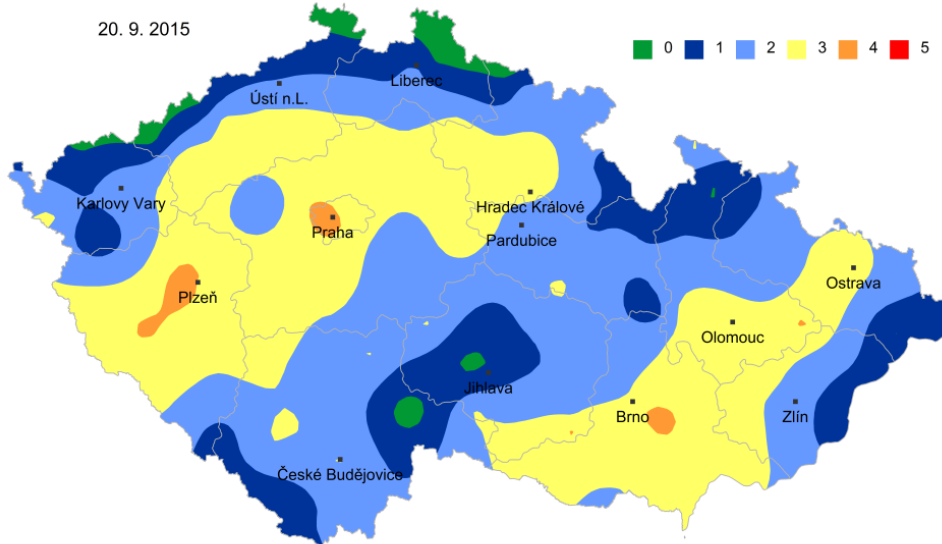 20. 9. 2015
0 1 2 3 4 5
Liberec
Ústí n.L.
Karlovy Vary
Hradec Králové
Praha
Pardubice
Plzeň
Ostrava
Olomouc
Jihlava
Brno
Zlín
České Budějovice